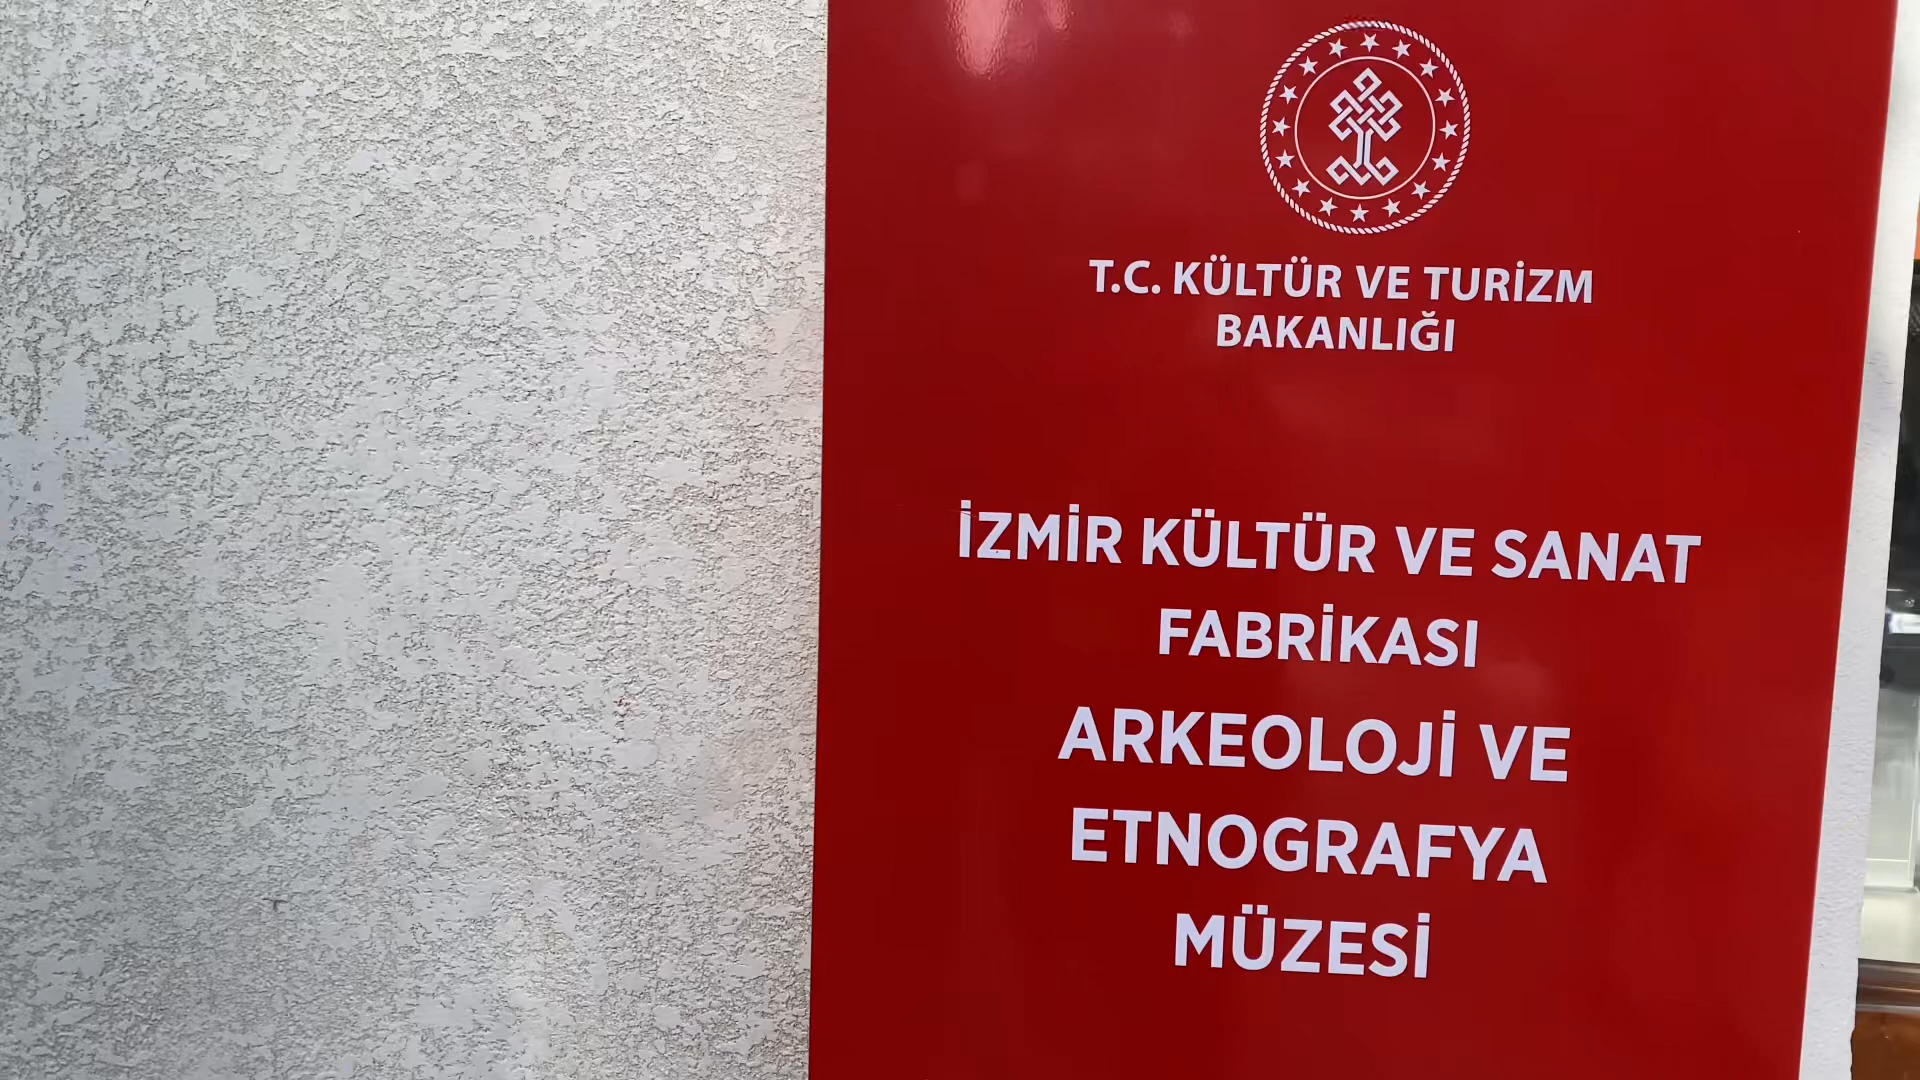 T.C. KÜLTÜR VE TURİZM
BAKANLIĞI
İZMİR KÜLTÜR VE SANAT
FABRİKASI
ARKEOLOJİ VE
ETNOGRAFYA
MÜZESİ